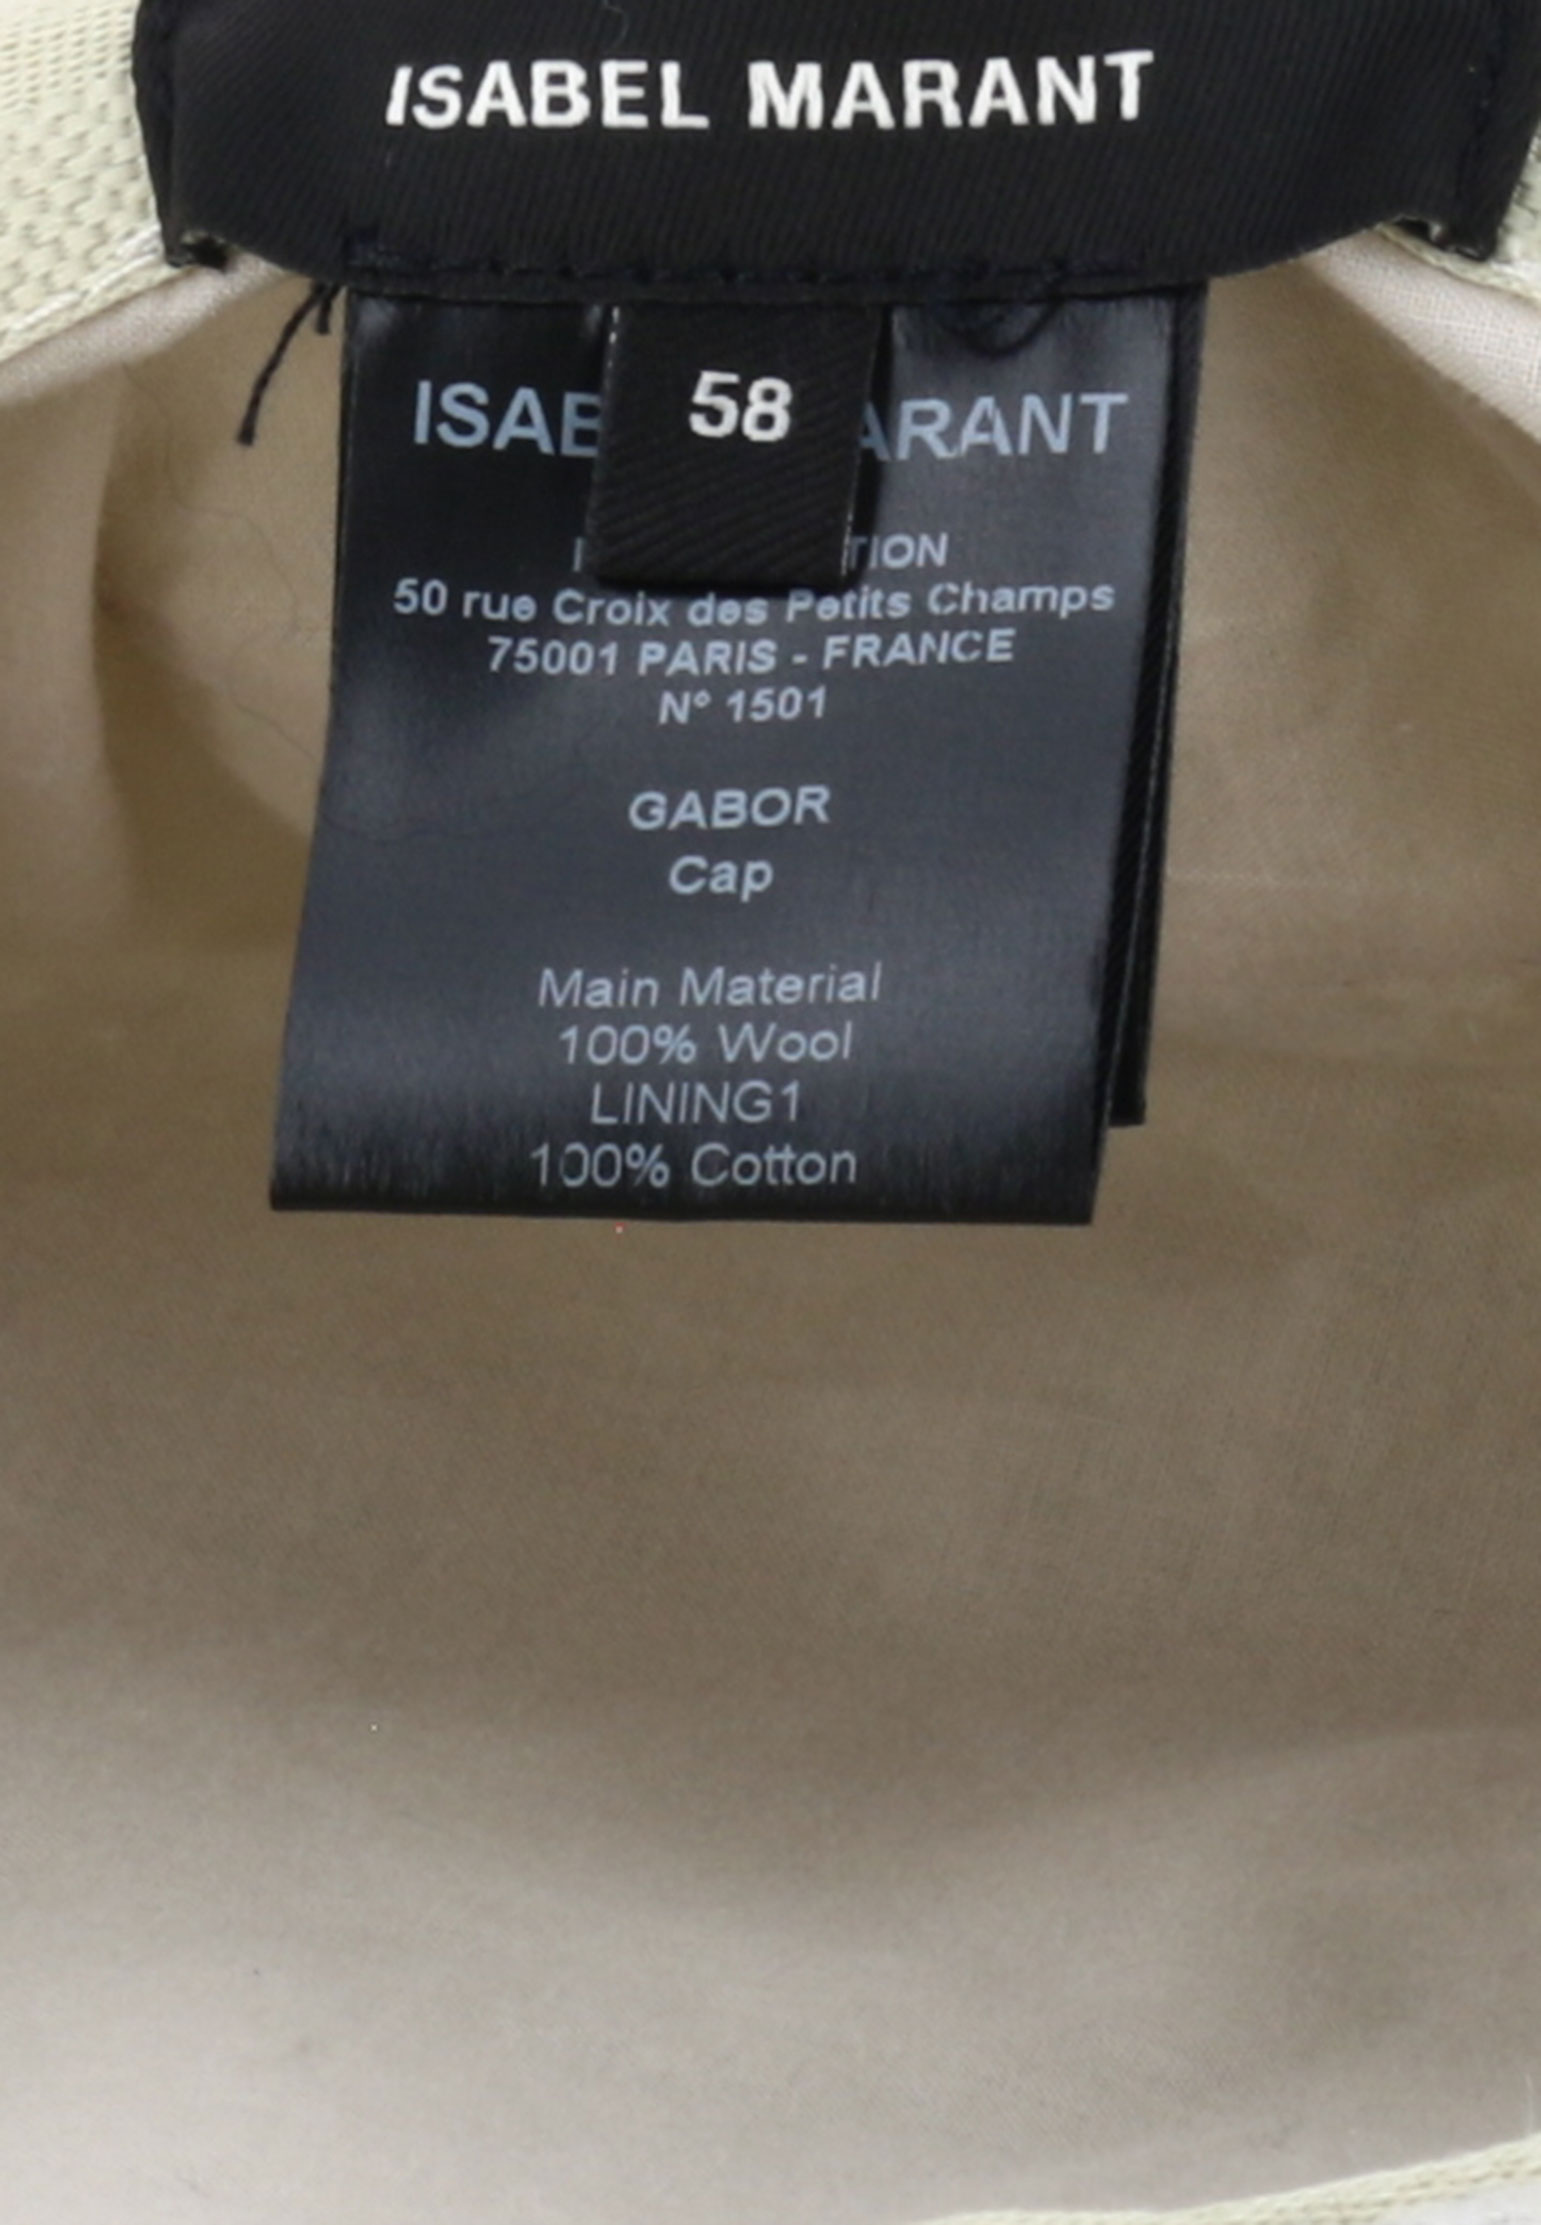 ISABEL MARANT
58
ISAB ARANT
TION
50 rue Croix des Petits Champs
75001 PARIS - FRANCE
N° 1501
GABOR
Cap
Main Material
100% Wool
LINING1
100% Cotton